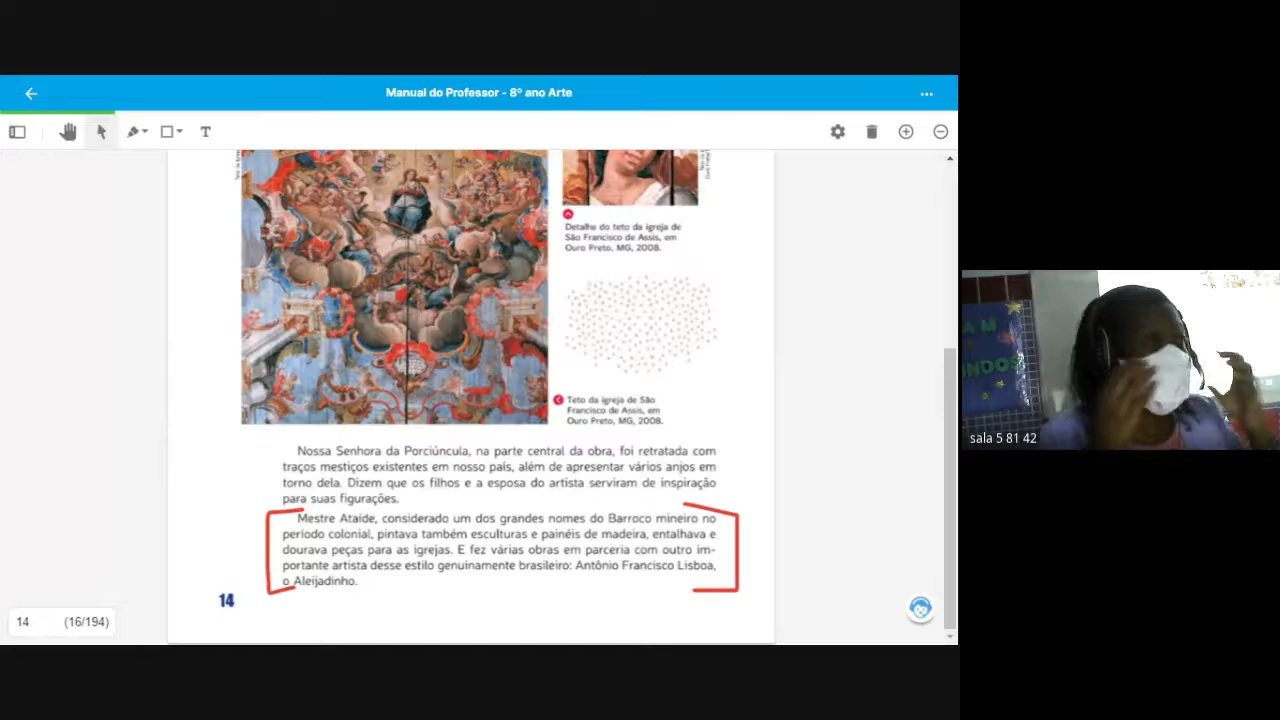 Manual do Professor - 8º ano Arte
Detalhe do teto da igreja de
São Francisco de Assis, em
Ouro Preto, MG, 2008.
Teto da igreja de São
Francisco de Assis, em
Ouro Preto, MG, 2008.
Nossa Senhora da Porciúncula, na parte central da obra, foi retratada com
traços mestiços existentes em nosso país, além de apresentar vários anjos em
torno dela. Dizem que os filhos e a esposa do artista serviram de inspiração
para suas figurações.
Mestre Ataíde, considerado um dos grandes nomes do Barroco mineiro no
período colonial, pintava também esculturas e painéis de madeira, entalhava e
dourava peças para as igrejas. E fez várias obras em parceria com outro im-
portante artista desse estilo genuinamente brasileiro: Antônio Francisco Lisboa,
o Aleijadinho.
14
14 (16/194)
T
A M
NDOS
sala 5 81 42